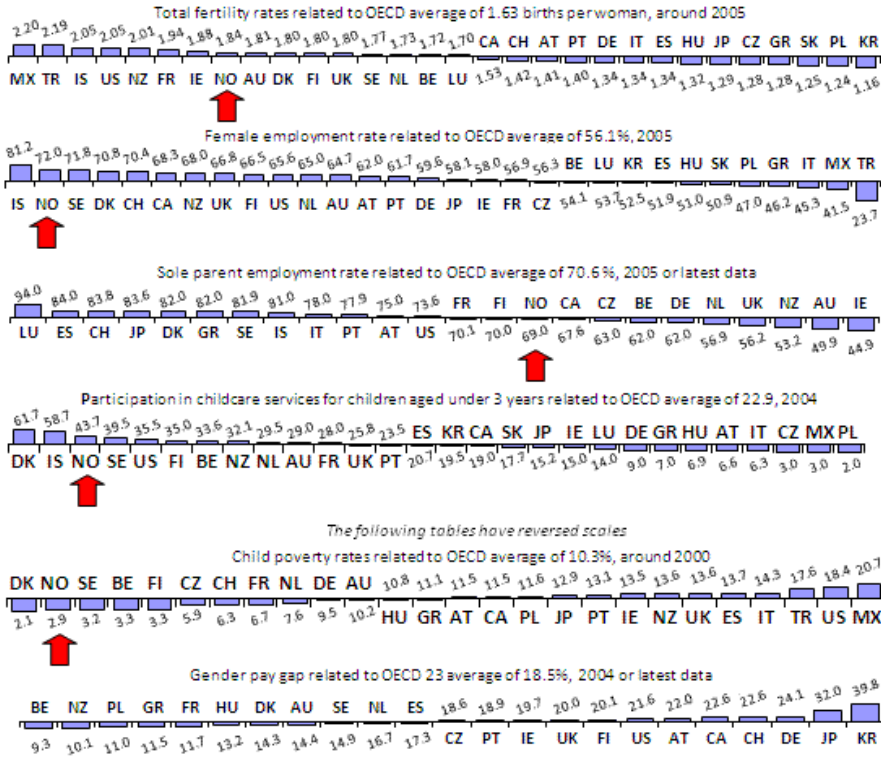 Total fertility rates related to OECD average of 1.63 births per woman, around 2005
2.20 2.19 2.05 2.05 2.01 1.94 1.88 1.84 1.81 1.80 1.80 1.80 1.77 1.73 1.72 1.70 CA CH AT PT DE IT ES HU JP CZ GR SK PL KR
MX TR IS US NZ FR IE NO AU DK FI UK SE NL BE LU 1.53 1.42 1.41 1.40 1.34 1.34 1.34 1.32 1.29 1.28 1.28 1.25 1.24 1.16
Female employment rate related to OECD average of 56.1%, 2005
81.2 72.0 71.8 70.8 70.4 68.3 68.0 66.8 66.5 65.6 65.0 64.7 62.0 61.7 59.6 58.1 58.0 56.9 56.3 BE LU KR ES HU SK PL GR IT MX TR
IS NO SE DK CH CA NZ UK FI US NL AU AT PT DE JP IE FR CZ 54.1 53.7 52.5 51.9 51.0 50.9 47.0 46.2 45.3 41.5 23.7
Sole parent employment rate related to OECD average of 70.6%, 2005 or latest data
94.0 84.0 83.8 83.6 82.0 82.0 81.9 81.0 78.0 77.9 75.0 73.6 FR FI NO CA CZ BE DE NL UK NZ AU IE
LU ES CH JP DK GR SE IS IT PT AT US 70.1 70.0 69.0 67.6 63.0 62.0 62.0 56.9 56.2 53.2 49.9 44.9
Participation in childcare services for children aged under 3 years related to OECD average of 22.9, 2004
61.7 58.7 43.7 39.5 35.5 35.0 33.6 32.1 29.5 29.0 28.0 25.8 23.5 ES KR CA SK JP IE LU DE GR HU AT IT CZ MX PL
DK IS NO SE US FI BE NZ NL AU FR UK PT 20.7 19.5 19.0 17.7 15.2 15.0 14.0 9.0 7.0 6.9 6.6 6.3 3.0 3.0 2.0
The following tables have reversed scales
Child poverty rates related to OECD average of 10.3%, around 2000
DK NO SE BE FI CZ CH FR NL DE AU 10.8 11.1 11.5 11.5 11.6 12.9 13.1 13.5 13.6 13.6 13.7 14.3 17.6 18.4 20.7
2.1 2.9 3.2 3.3 3.3 5.9 6.3 6.7 7.6 9.5 10.2 HU GR AT CA PL JP PT IE NZ UK ES IT TR US MX
Gender pay gap related to OECD 23 average of 18.5%, 2004 or latest data
BE NZ PL GR FR HU DK AU SE NL ES 18.6 18.9 19.7 20.0 20.1 21.6 22.0 22.6 22.6 24.1 32.0 39.8
9.3 10.1 11.0 11.5 11.7 13.2 14.3 14.4 14.9 16.7 17.3 CZ PT IE UK FI US AT CA CH DE JP KR